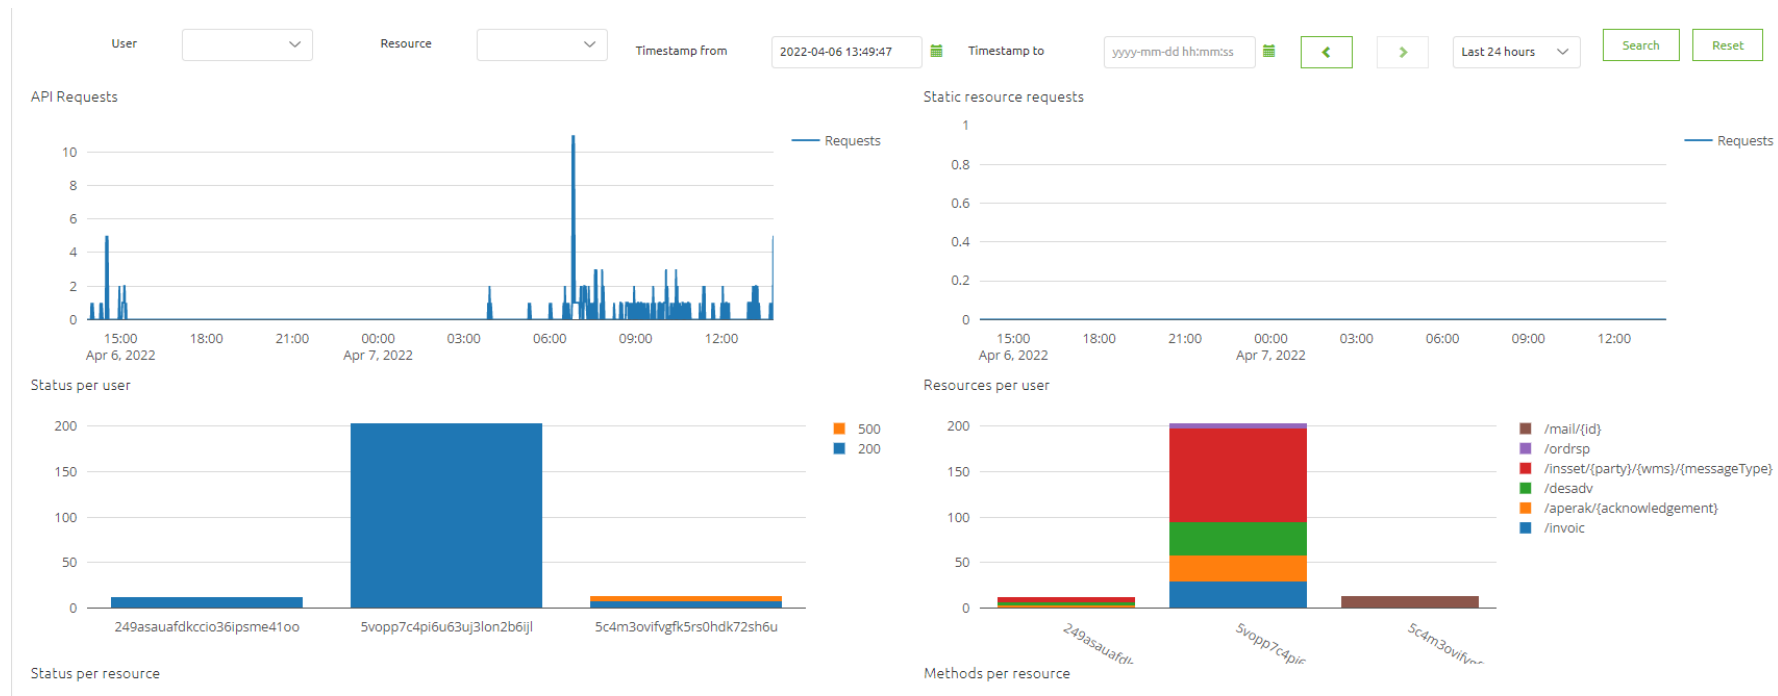 User
Resource
Timestamp from
2022-04-06 13:49:47
Timestamp to
yyyy-mm-dd hh:mm:ss
Last 24 hours
Search
Reset
API Requests
10
8
6
4
2
0
15:00
Apr 6, 2022
18:00
21:00
00:00
Apr 7, 2022
03:00
06:00
09:00
12:00
Requests
Static resource requests
1
0.8
0.6
0.4
0.2
0
15:00
Apr 6, 2022
18:00
21:00
00:00
Apr 7, 2022
03:00
06:00
09:00
12:00
Requests
Status per user
200
150
100
50
0
249asauafdkccio36ipsme41oo
5vopp7c4pi6u63uj3lon2b6ijl
5c4m3ovifvgfk5rs0hdk72sh6u
500
200
Resources per user
200
150
100
50
0
5vopp7c4pi6
/mail/{id}
/ordrsp
/insset/{party}/{wms}/{messageType}
/desadv
/aperak/{acknowledgement}
/invoic
Status per resource
Methods per resource